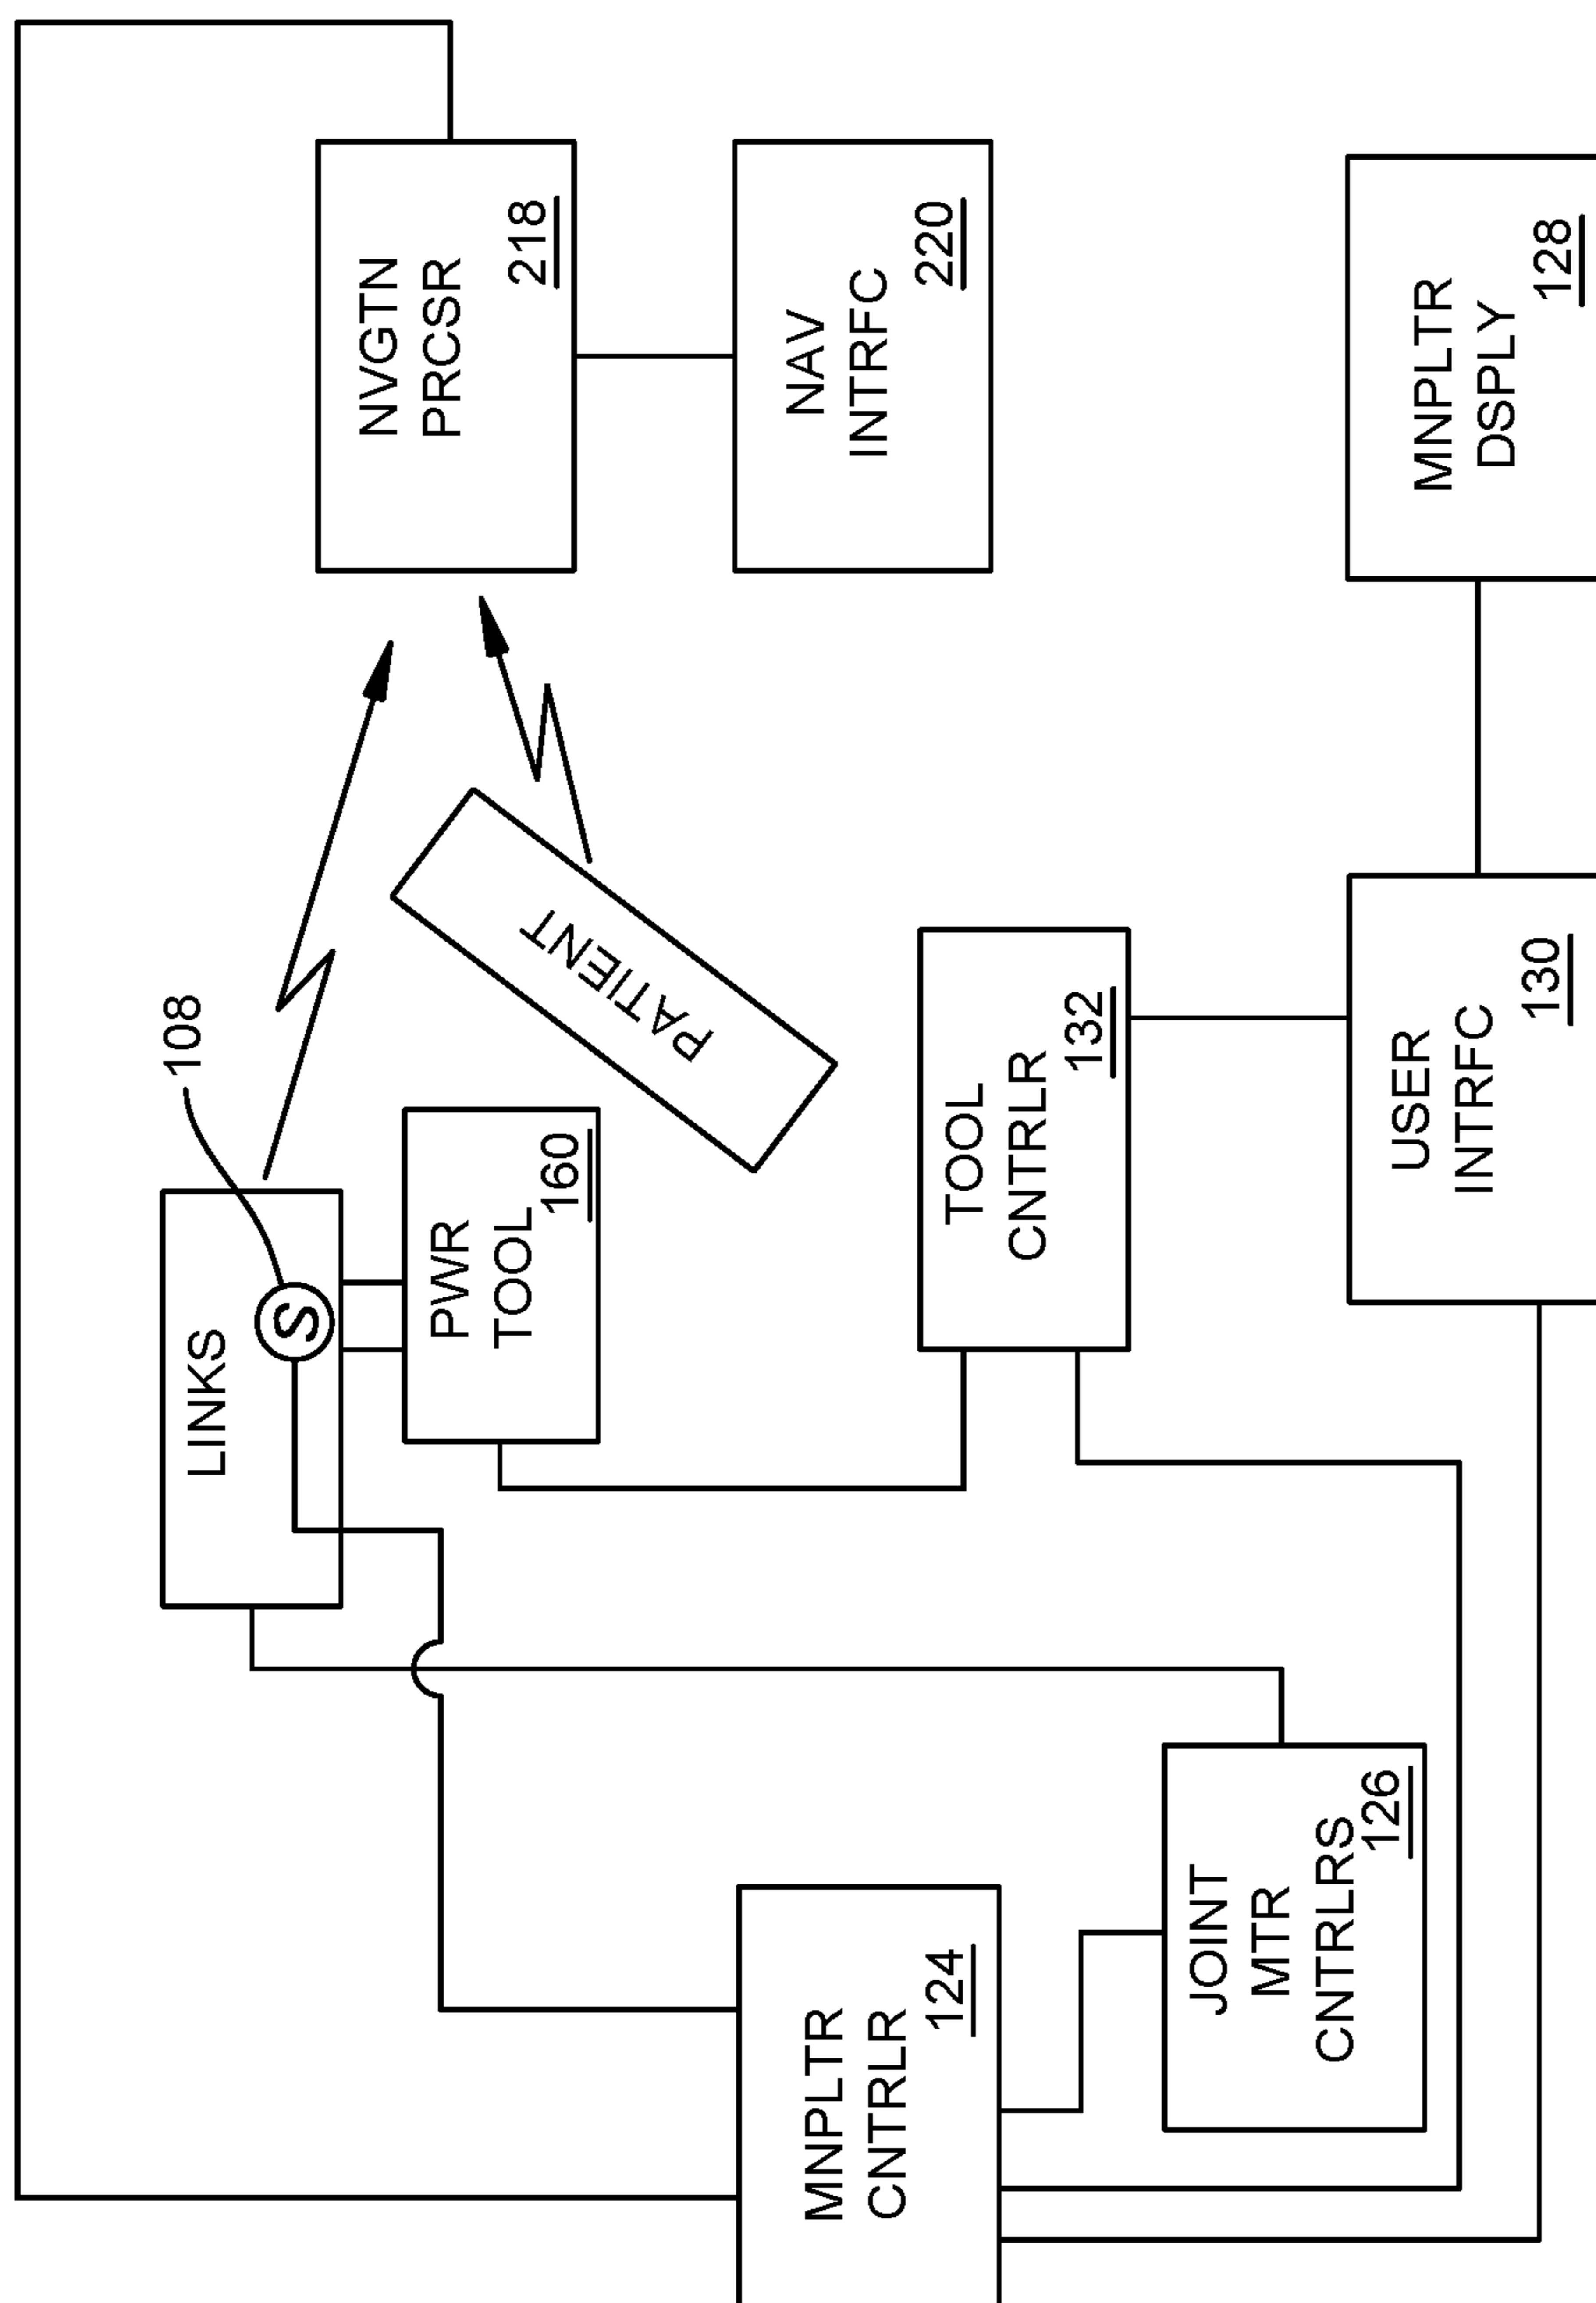 LINKS
S
108
PWR
TOOL
160
NVGTN
PRCSR
218
NAV
INTRFC
220
PATIENT
MNPLTR
CNTRLR
124
TOOL
CNTRLR
132
JOINT
MTR
CNTRLRS
126
USER
INTRFC
130
MNPLTR
DSPLY
128